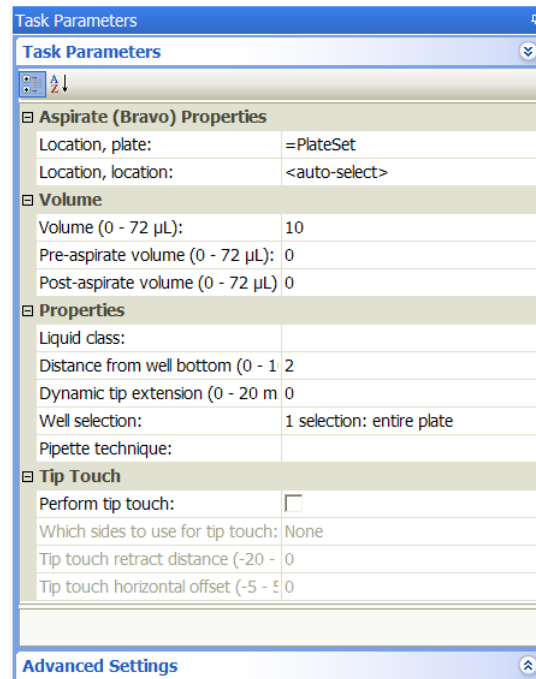 Task Parameters
Task Parameters
Aspirate (Bravo) Properties
Location, plate: =PlateSet
Location, location: <auto-select>
Volume
Volume (0 - 72 µL): 10
Pre-aspirate volume (0 - 72 µL): 0
Post-aspirate volume (0 - 72 µL) 0
Properties
Liquid class:
Distance from well bottom (0 - 1 2
Dynamic tip extension (0 - 20 m 0
Well selection: 1 selection: entire plate
Pipette technique:
Tip Touch
Perform tip touch:
Which sides to use for tip touch: None
Tip touch retract distance (-20 - 0
Tip touch horizontal offset (-5 - 5 0
Advanced Settings